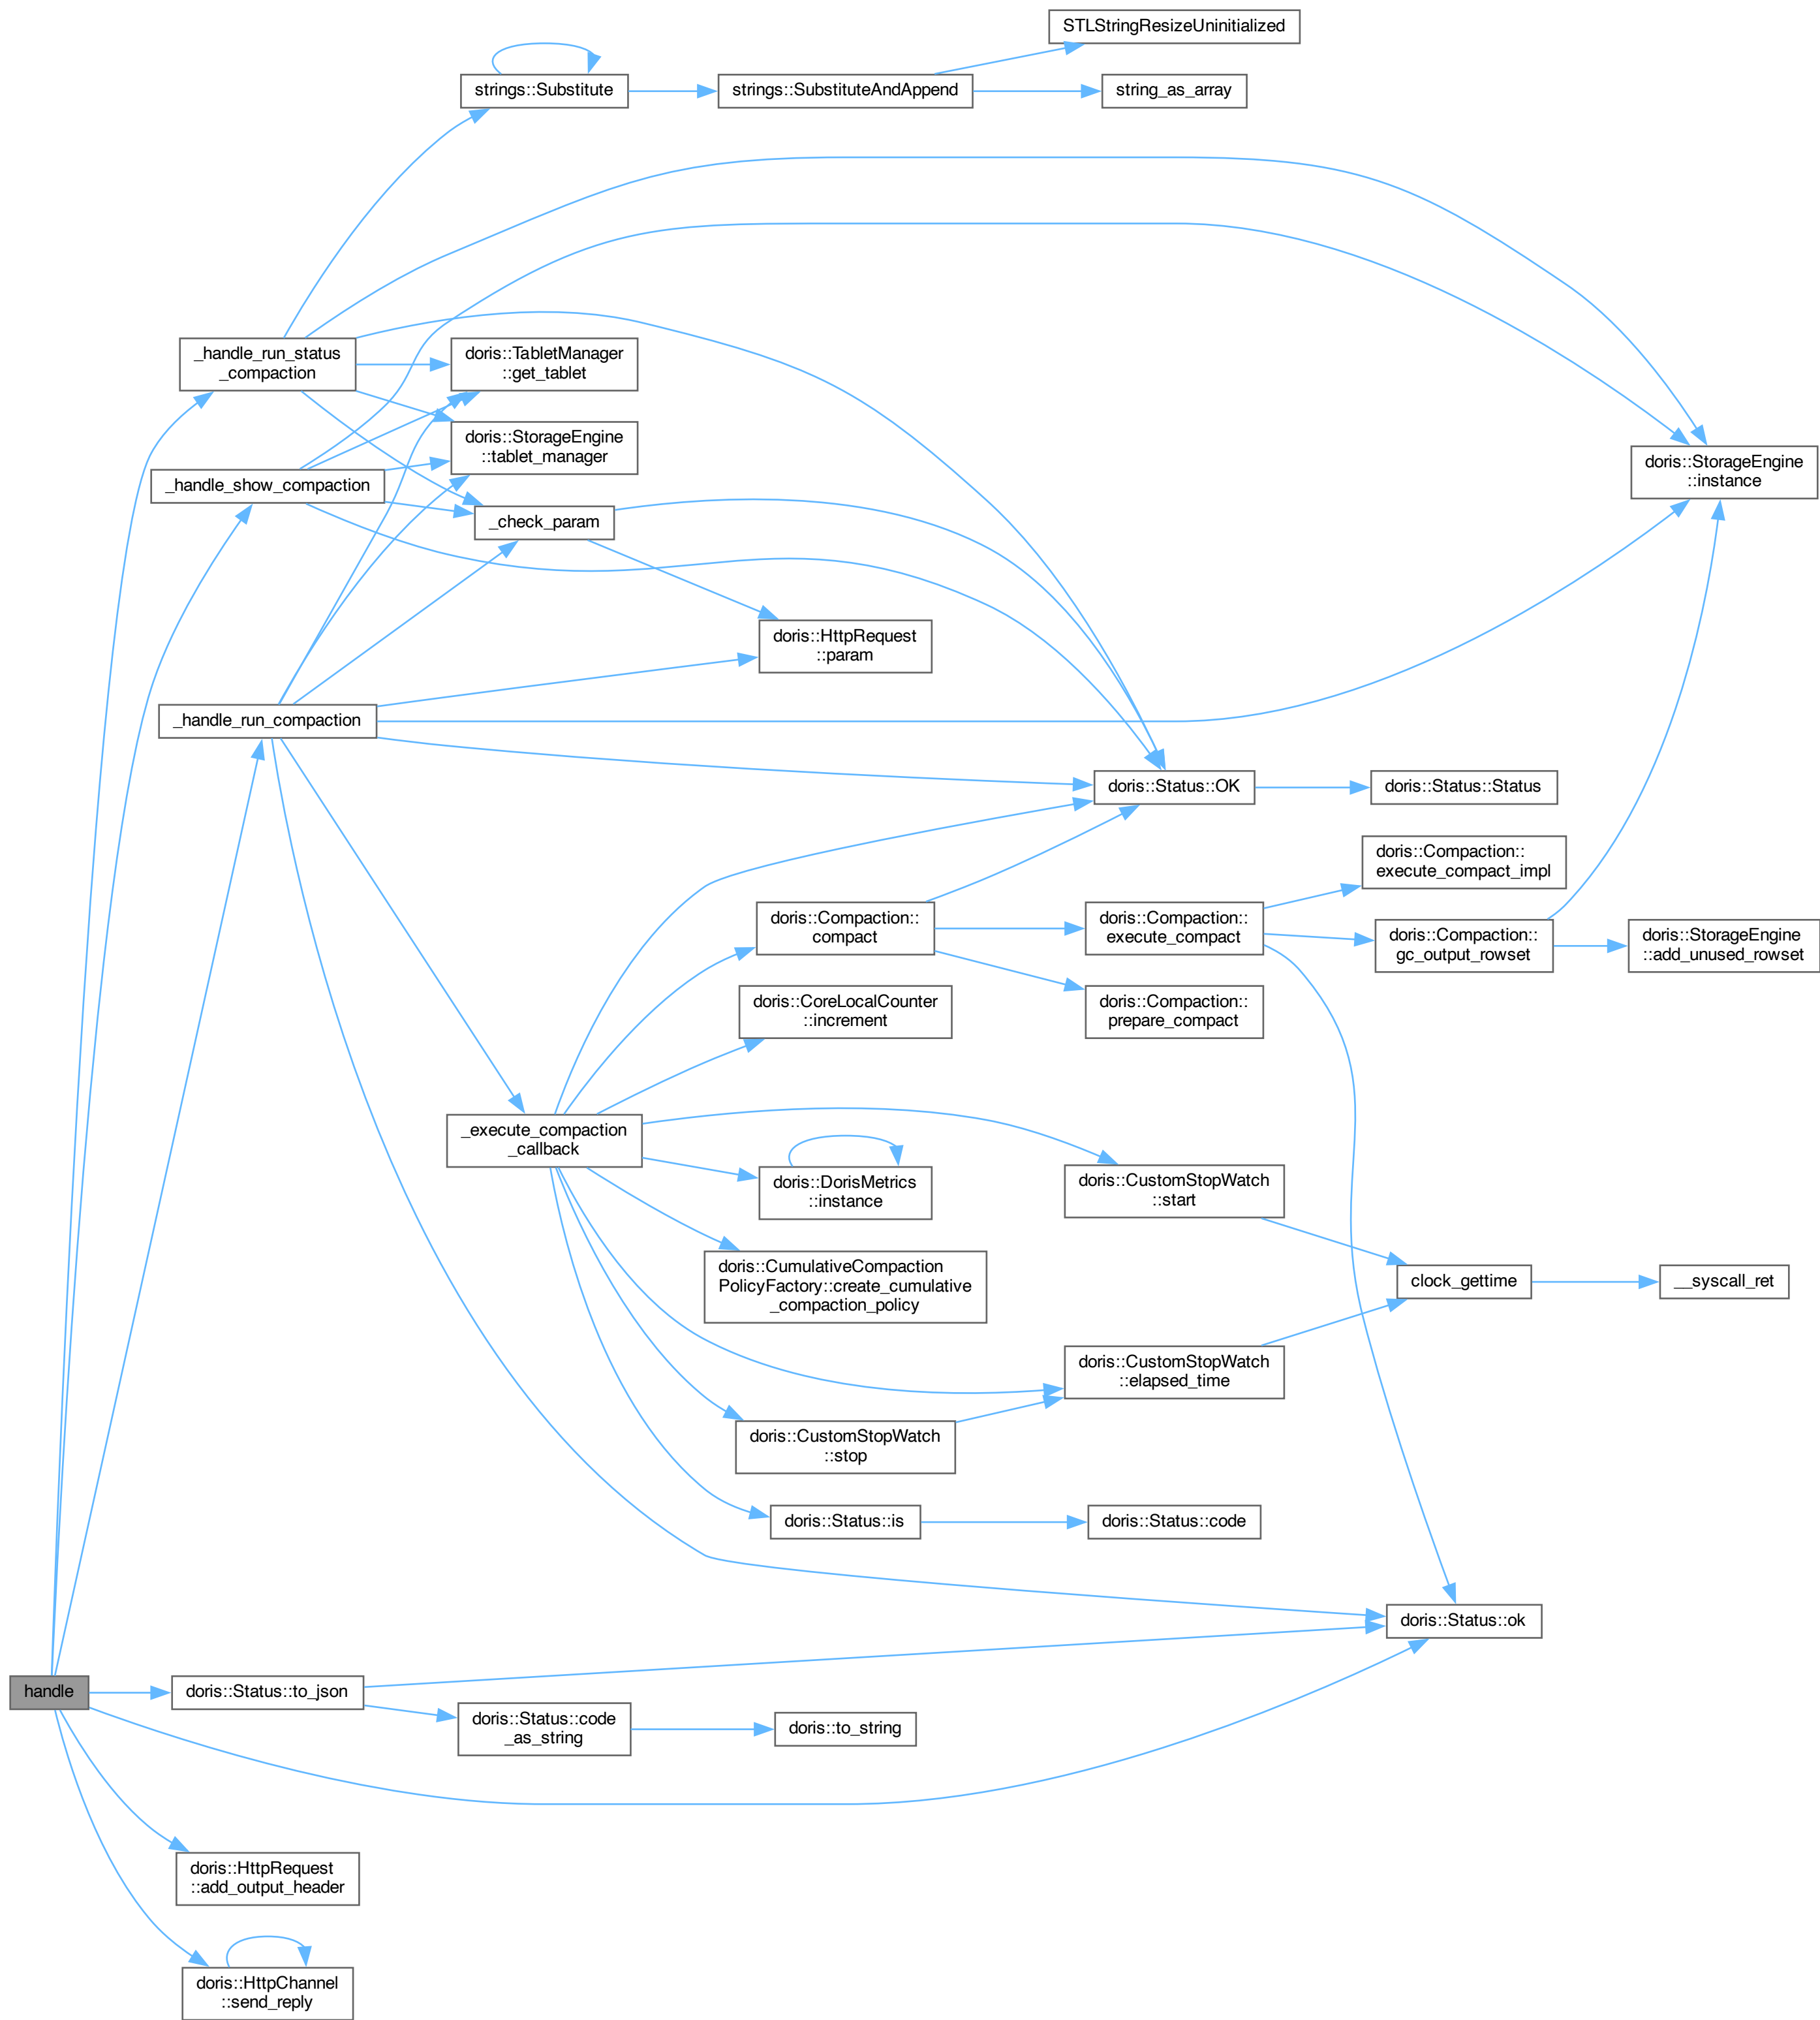 STLStringResizeUninitialized
strings::Substitute
strings::SubstituteAndAppend
string_as_array
_handle_run_status
_compaction
doris::TabletManager
::get_tablet
doris::StorageEngine
::tablet_manager
doris::StorageEngine
::instance
_handle_show_compaction
_check_param
doris::HttpRequest
::param
_handle_run_compaction
doris::Status::OK
doris::Status::Status
doris::Compaction::
execute_compact_impl
doris::Compaction::
compact
doris::Compaction::
execute_compact
doris::Compaction::
gc_output_rowset
doris::StorageEngine
::add_unused_rowset
doris::CoreLocalCounter
::increment
doris::Compaction::
prepare_compact
_execute_compaction
_callback
doris::DorisMetrics
::instance
doris::CustomStopWatch
::start
doris::CumulativeCompaction
PolicyFactory::create_cumulative
_compaction_policy
clock_gettime
__syscall_ret
doris::CustomStopWatch
::elapsed_time
doris::CustomStopWatch
::stop
doris::Status::is
doris::Status::code
doris::Status::ok
handle
doris::Status::to_json
doris::Status::code
_as_string
doris::to_string
doris::HttpRequest
::add_output_header
doris::HttpChannel
::send_reply